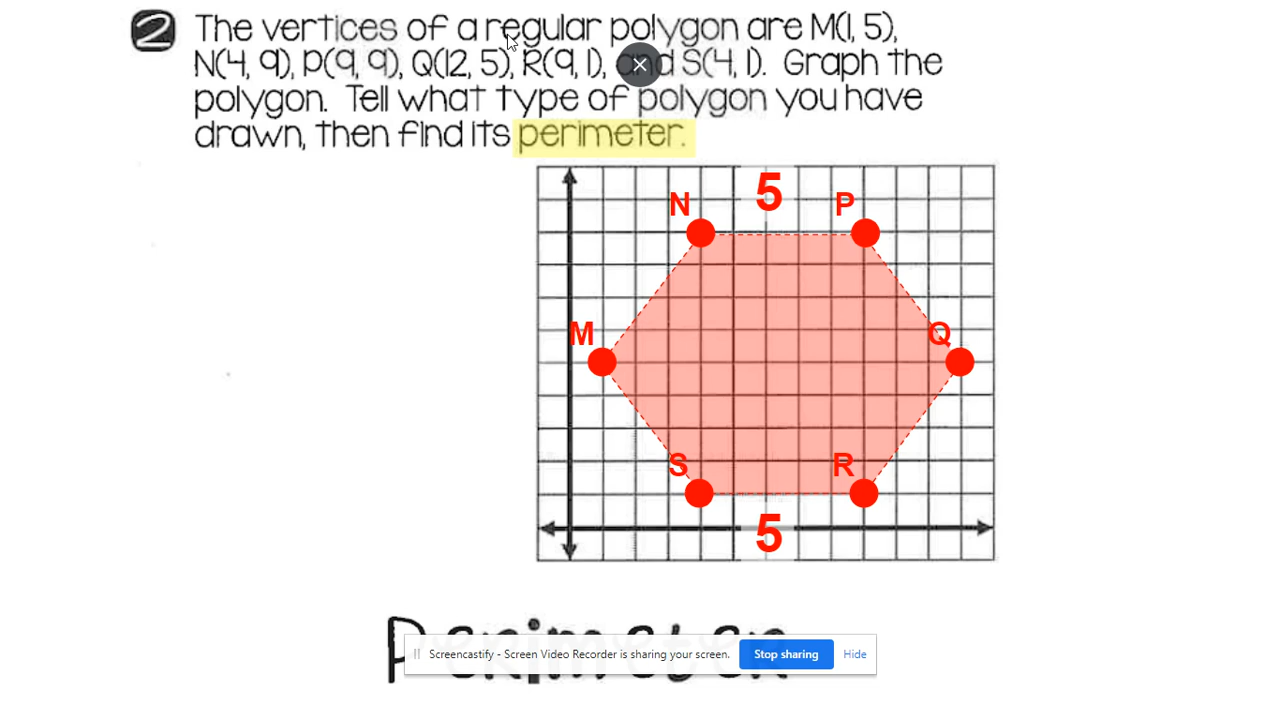 2 The vertices of a regular polygon are M(1, 5),
N(4, 9), P(9, 9), Q(12, 5), R(9, 1), and S(4, 1). Graph the
polygon. Tell what type of polygon you have
drawn, then find its perimeter.
5
N P
M Q
S R
5
Perimeter
Screencastify - Screen Video Recorder is sharing your screen. Stop sharing Hide